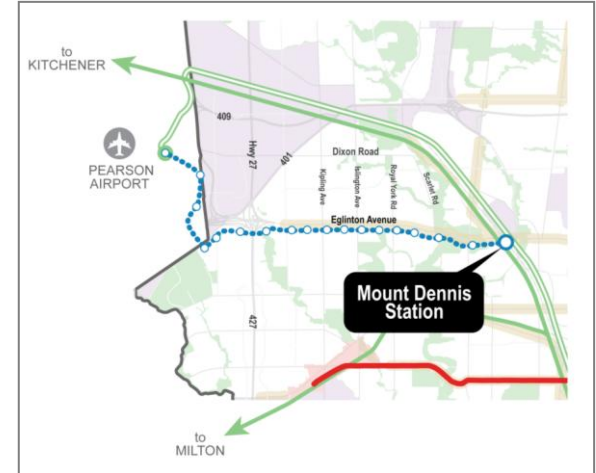 to
KITCHENER
409
Hwy 27
401
Dixon Road
PEARSON
AIRPORT
Kipling Ave
Islington Ave
Royal York Rd
Scarlet Rd
Eglinton Avenue
Mount Dennis
Station
427
to
MILTON